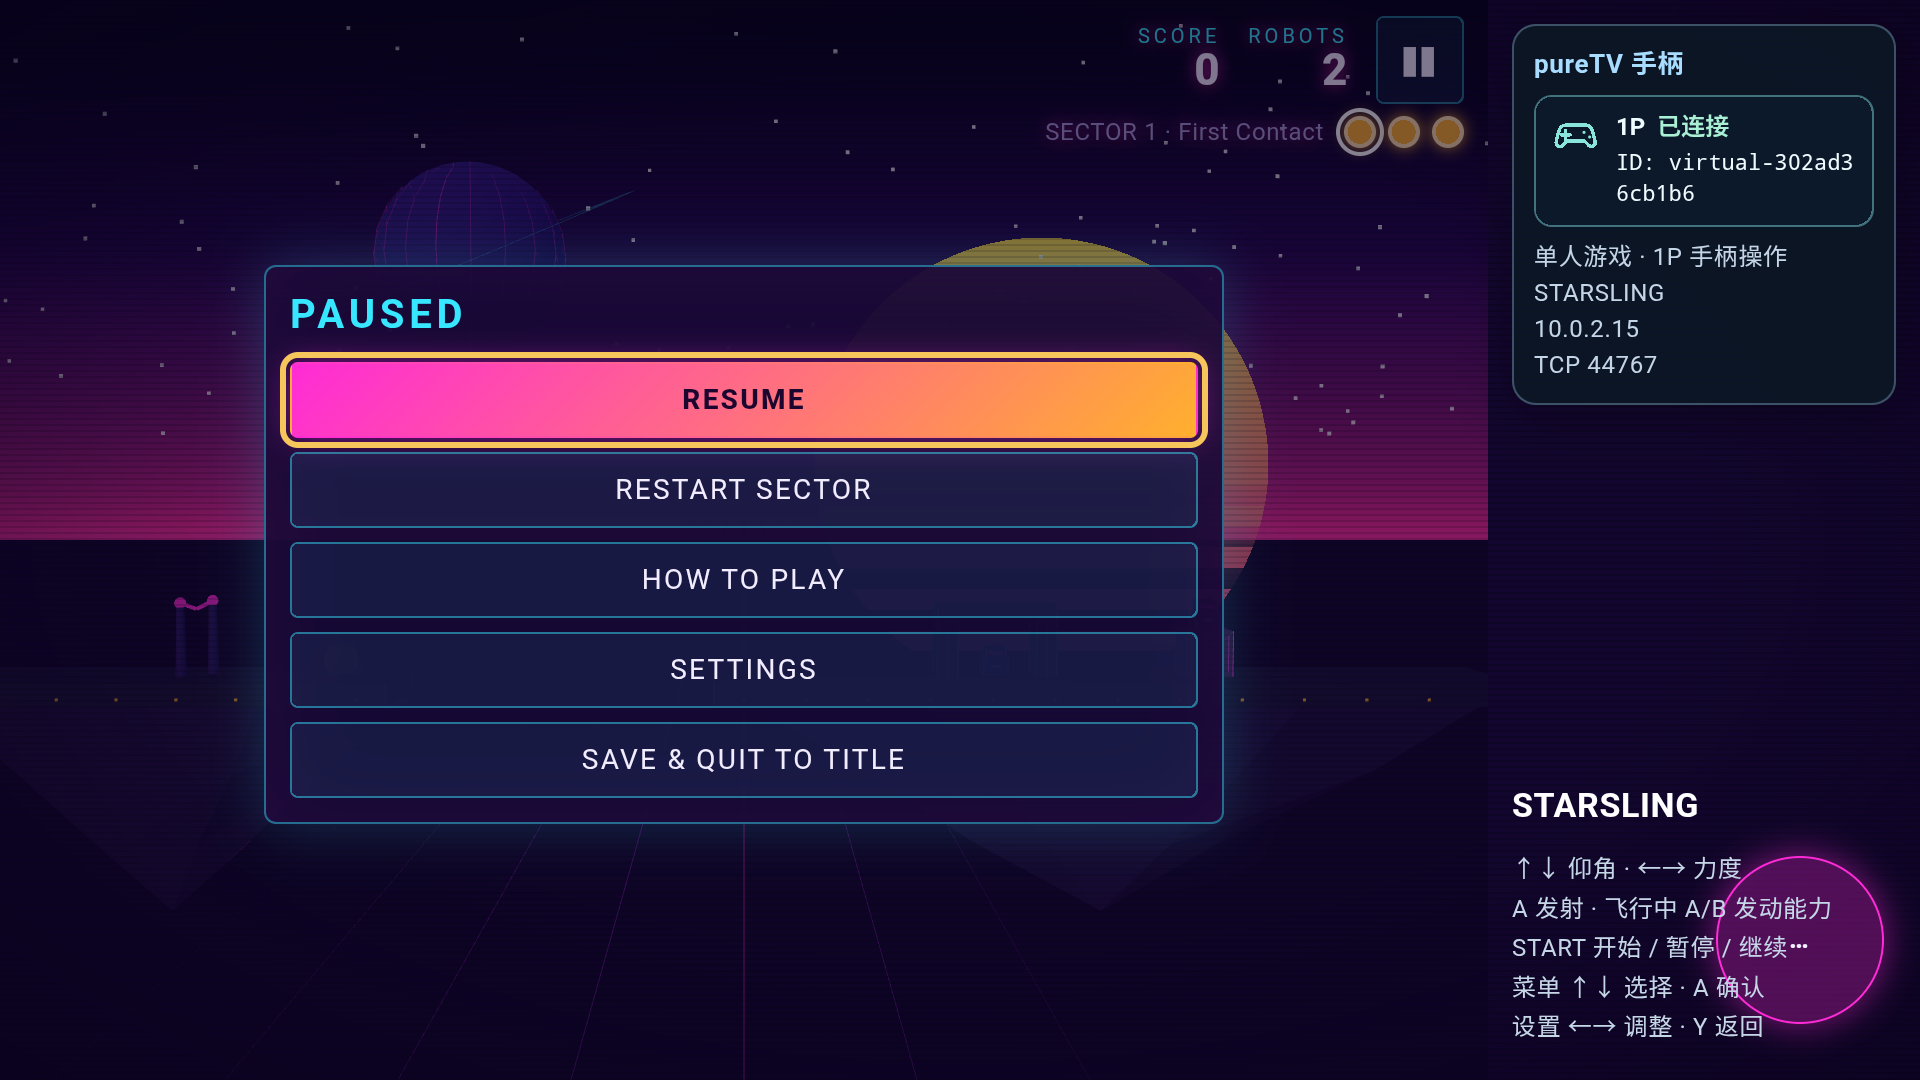 SCORE
ROBOTS
0
2
SECTOR 1 · First Contact
PAUSED
RESUME
RESTART SECTOR
HOW TO PLAY
SETTINGS
SAVE & QUIT TO TITLE
pureTV 手柄
1P 已连接
ID: virtual-302ad3
6cb1b6
单人游戏 · 1P 手柄操作
STARSLING
10.0.2.15
TCP 44767
STARSLING
↑↓ 仰角 · ←→ 力度
A 发射 · 飞行中 A/B 发动能力
START 开始 / 暂停 / 继续…
菜单 ↑↓ 选择 · A 确认
设置 ←→ 调整 · Y 返回